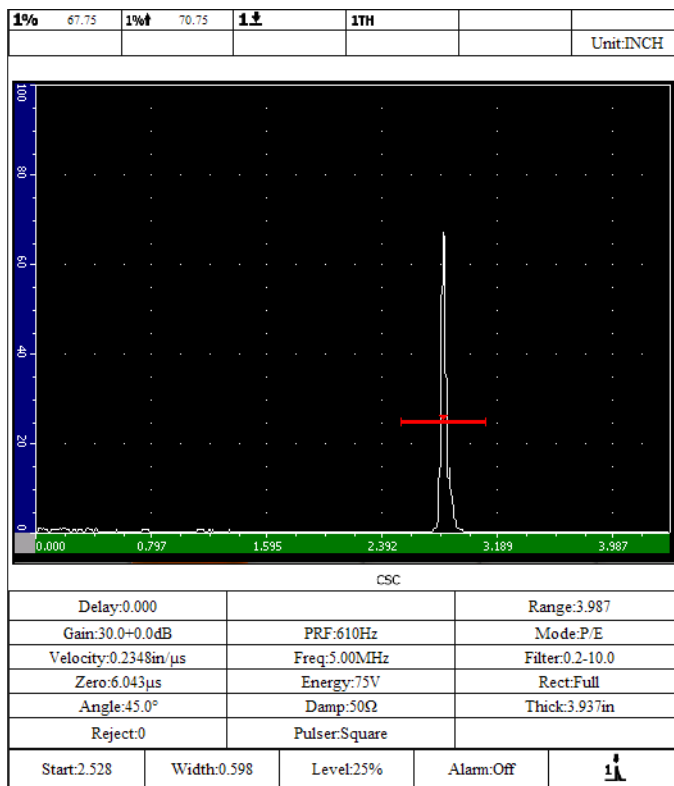 1% 67.75 1% 70.75 1 1TH
Unit:INCH
100
80
60
40
20
0
0.000 0.797 1.595 2.392 3.189 3.987
CSC
Delay:0.000 Range:3.987
Gain:30.0+0.0dB PRF:610Hz Mode:P/E
Velocity:0.2348in/μs Freq:5.00MHz Filter:0.2-10.0
Zero:6.043μs Energy:75V Rect:Full
Angle:45.0° Damp:50Ω Thick:3.937in
Reject:0 Pulser:Square
Start:2.528 Width:0.598 Level:25% Alarm:Off 1